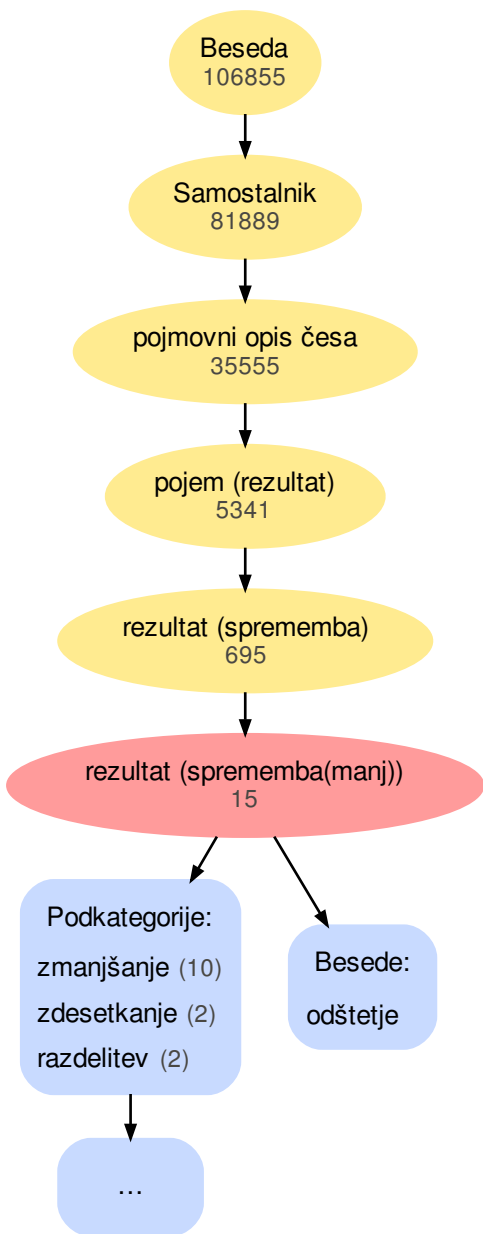 Beseda
106855
Samostalnik
81889
pojmovni opis česa
35555
pojem (rezultat)
5341
rezultat (sprememba)
695
rezultat (sprememba(manj))
15
Podkategorije:
zmanjšanje (10)
zdesetkanje (2)
razdelitev (2)
Besede:
odštetje
…